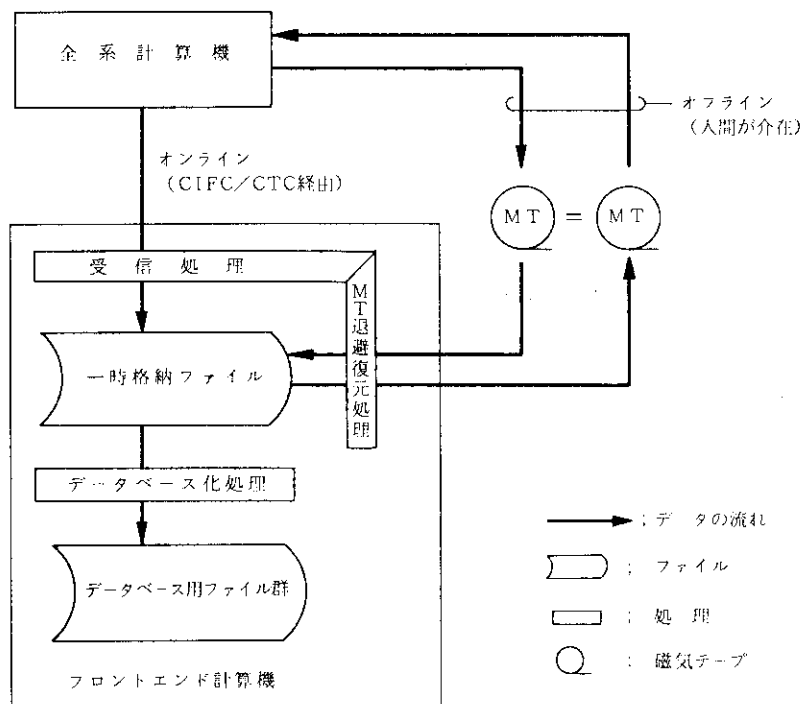 全系計算機
オフライン
(人間が介在)
オンライン
(CIFC/CTC経由)
MT = MT
受信処理
MT退避復元処理
一時格納ファイル
データベース化処理
データベース用ファイル群
フロントエンド計算機
; データの流れ
; ファイル
; 処理
; 磁気テープ